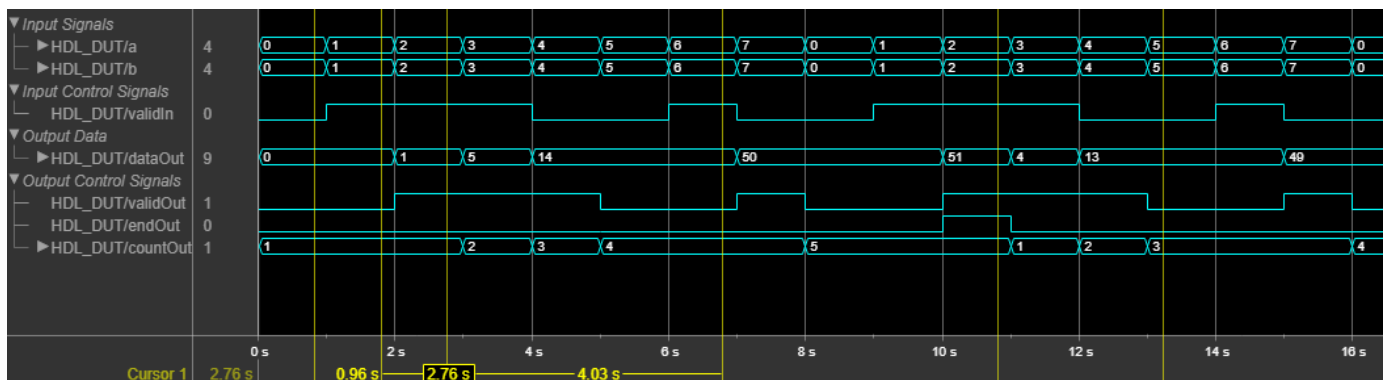 Input Signals
HDL_DUT/a 4 0 1 2 3 4 5 6 7 0 1 2 3 4 5 6 7 0
HDL_DUT/b 4 0 1 2 3 4 5 6 7 0 1 2 3 4 5 6 7 0
Input Control Signals
HDL_DUT/validIn 0
Output Data
HDL_DUT/dataOut 9 0 1 5 14 50 51 4 13 49
Output Control Signals
HDL_DUT/validOut 1
HDL_DUT/endOut 0
HDL_DUT/countOut 1 1 2 3 4 5 1 2 3 4
0 s 2 s 4 s 6 s 8 s 10 s 12 s 14 s 16 s
Cursor 1 2.76 s 0.96 s 2.76 s 4.03 s